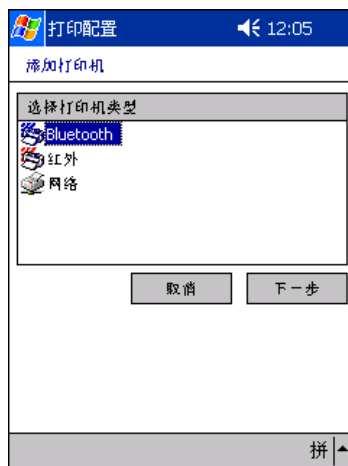 打印配置 12:05
添加打印机
选择打印机类型
Bluetooth
红外
网络
取消 下一步
拼